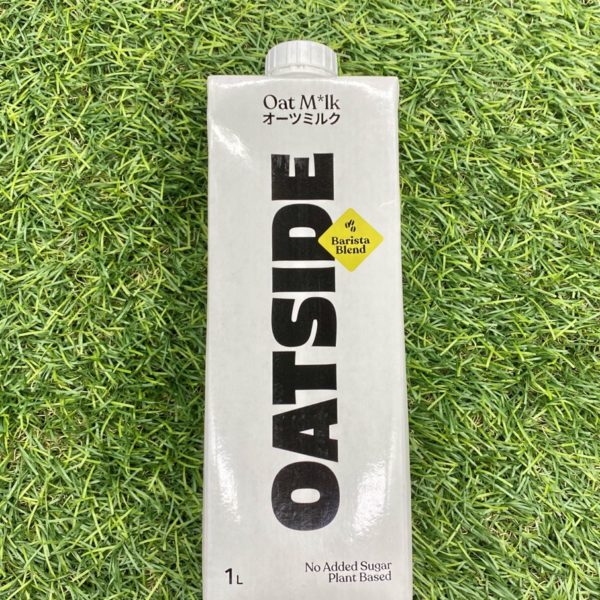 Oat M*lk
オーツミルク
OATSIDE
Barista
Blend
1L
No Added Sugar
Plant Based